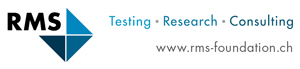 RMS
Testing • Research • Consulting
www.rms-foundation.ch